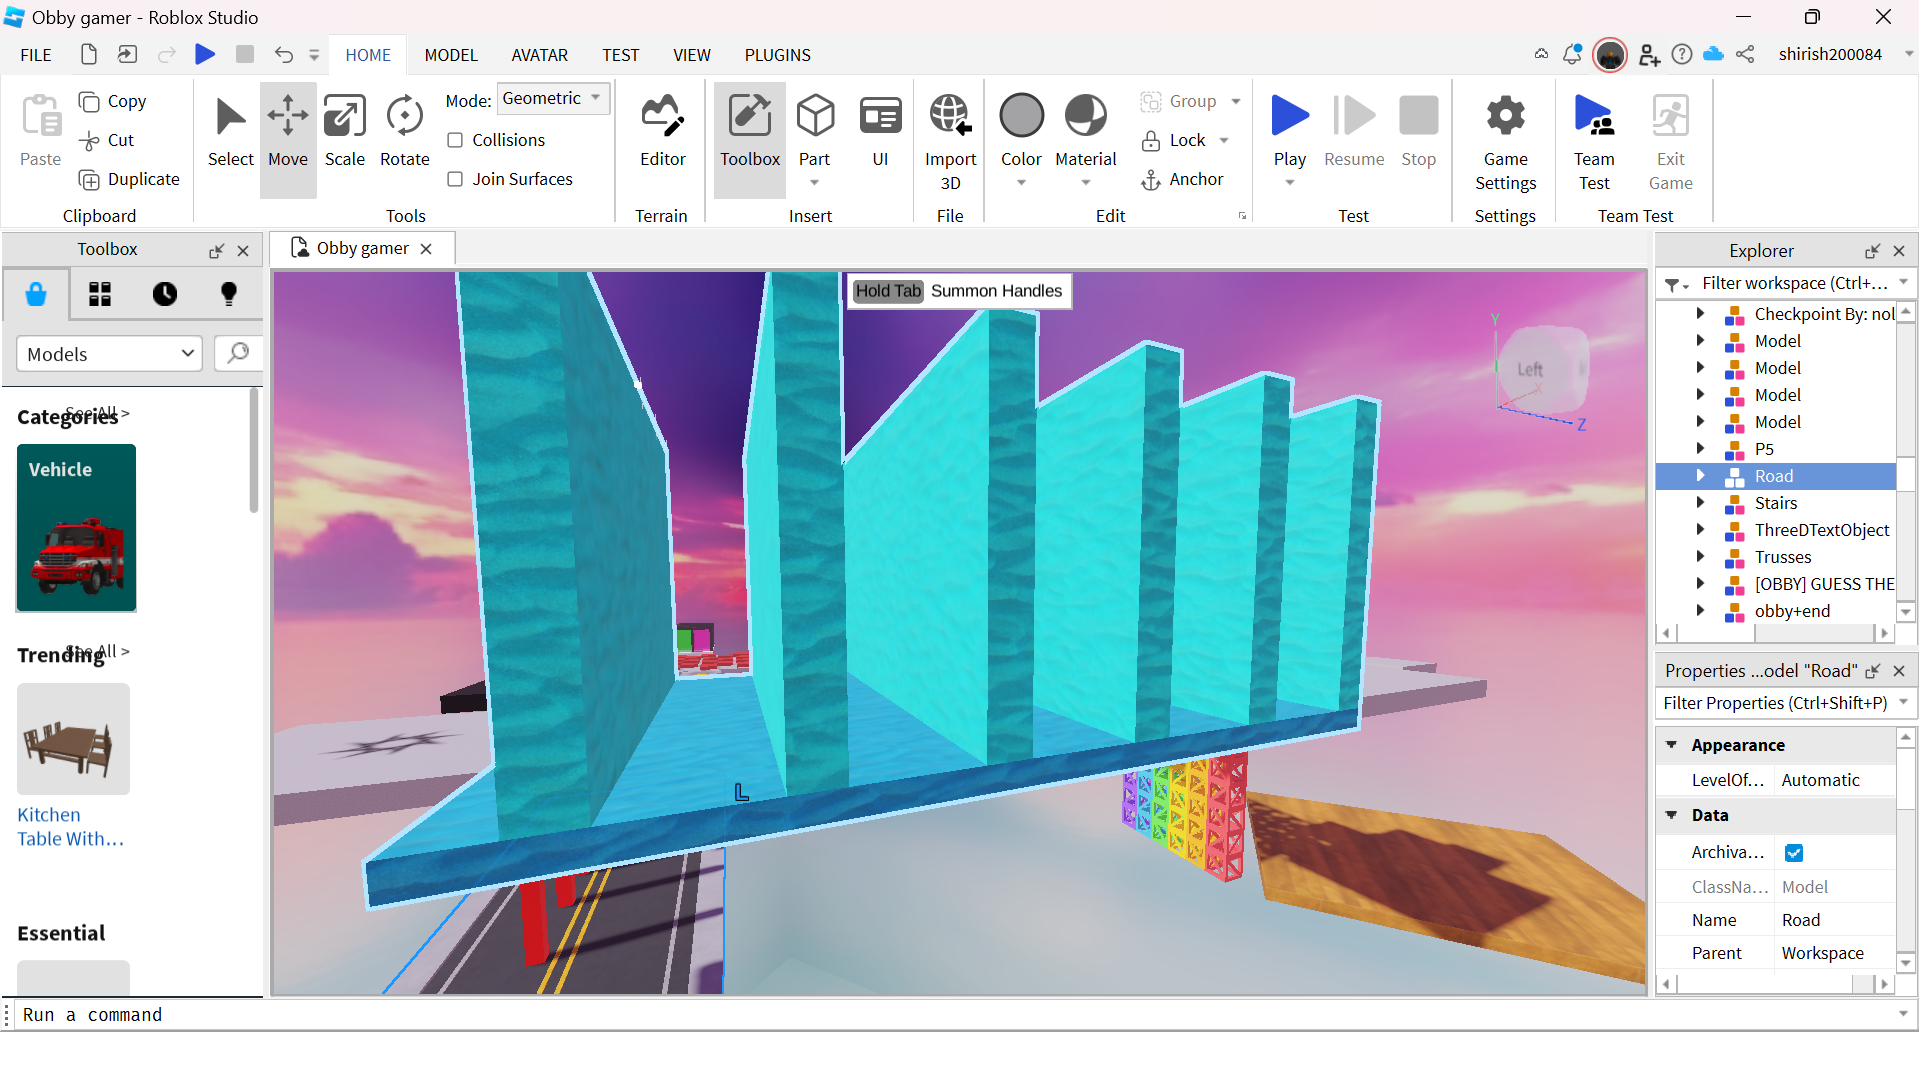 Obby gamer - Roblox Studio
FILE HOME MODEL AVATAR TEST VIEW PLUGINS shirish200084
Paste
Copy
Cut
Duplicate
Clipboard
Select Move Scale Rotate
Mode: Geometric
Collisions
Join Surfaces
Tools
Editor
Terrain
Toolbox Part UI
Insert
Import
3D
File
Color Material
Group
Lock
Anchor
Edit
Play Resume Stop
Test
Game
Settings
Settings
Team
Test
Exit
Game
Team Test
Toolbox
Models
Categories
See All >
Vehicle
Trending
See All >
Kitchen
Table With...
Essential
Obby gamer
Hold Tab Summon Handles
Y
Left
X
Z
L
Explorer
Filter workspace (Ctrl+...
Checkpoint By: nol
Model
Model
Model
Model
P5
Road
Stairs
ThreeDTextObject
Trusses
[OBBY] GUESS THE
obby+end
Properties ...odel "Road"
Filter Properties (Ctrl+Shift+P)
Appearance
LevelOf... Automatic
Data
Archiva...
ClassNa... Model
Name Road
Parent Workspace
Run a command